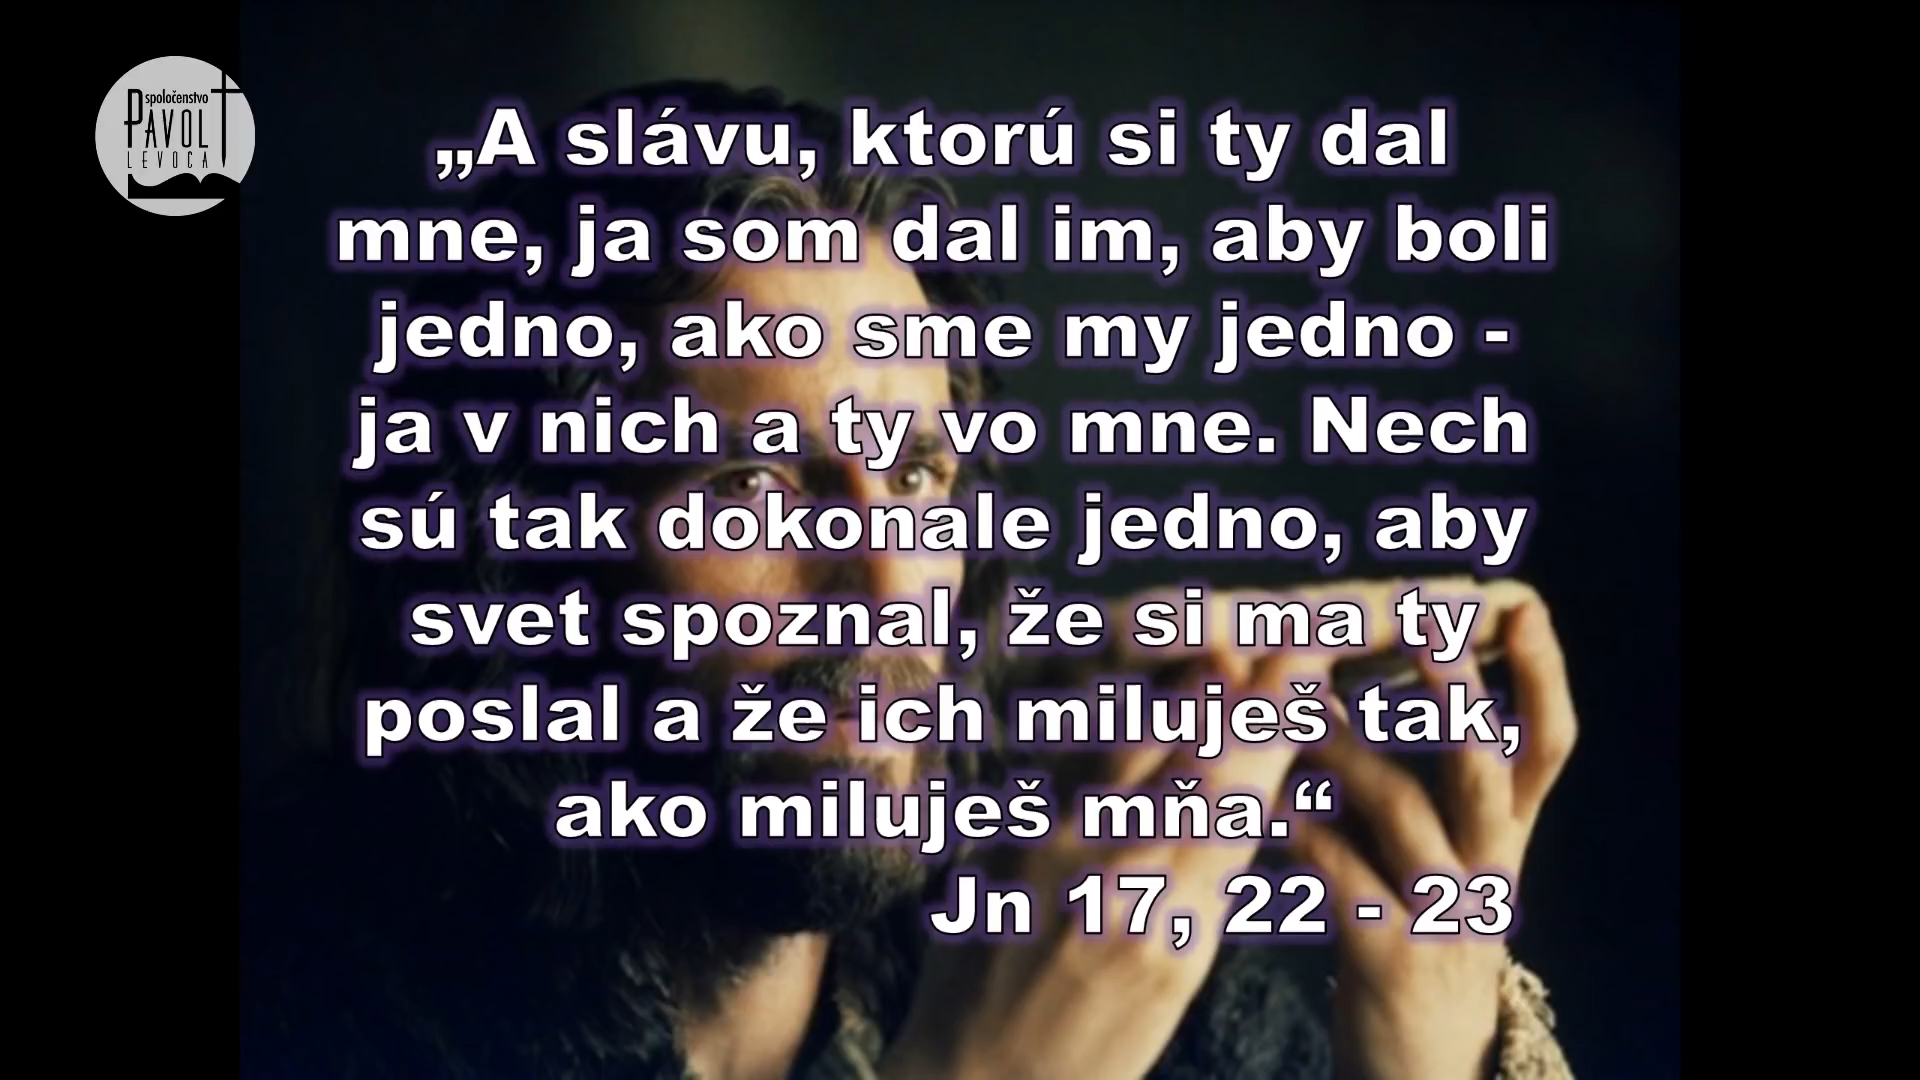 spoločenstvo
PAVOL
LEVOČA
„A slávu, ktorú si ty dal
mne, ja som dal im, aby boli
jedno, ako sme my jedno -
ja v nich a ty vo mne. Nech
sú tak dokonale jedno, aby
svet spoznal, že si ma ty
poslal a že ich miluješ tak,
ako miluješ mňa.“
Jn 17, 22 - 23